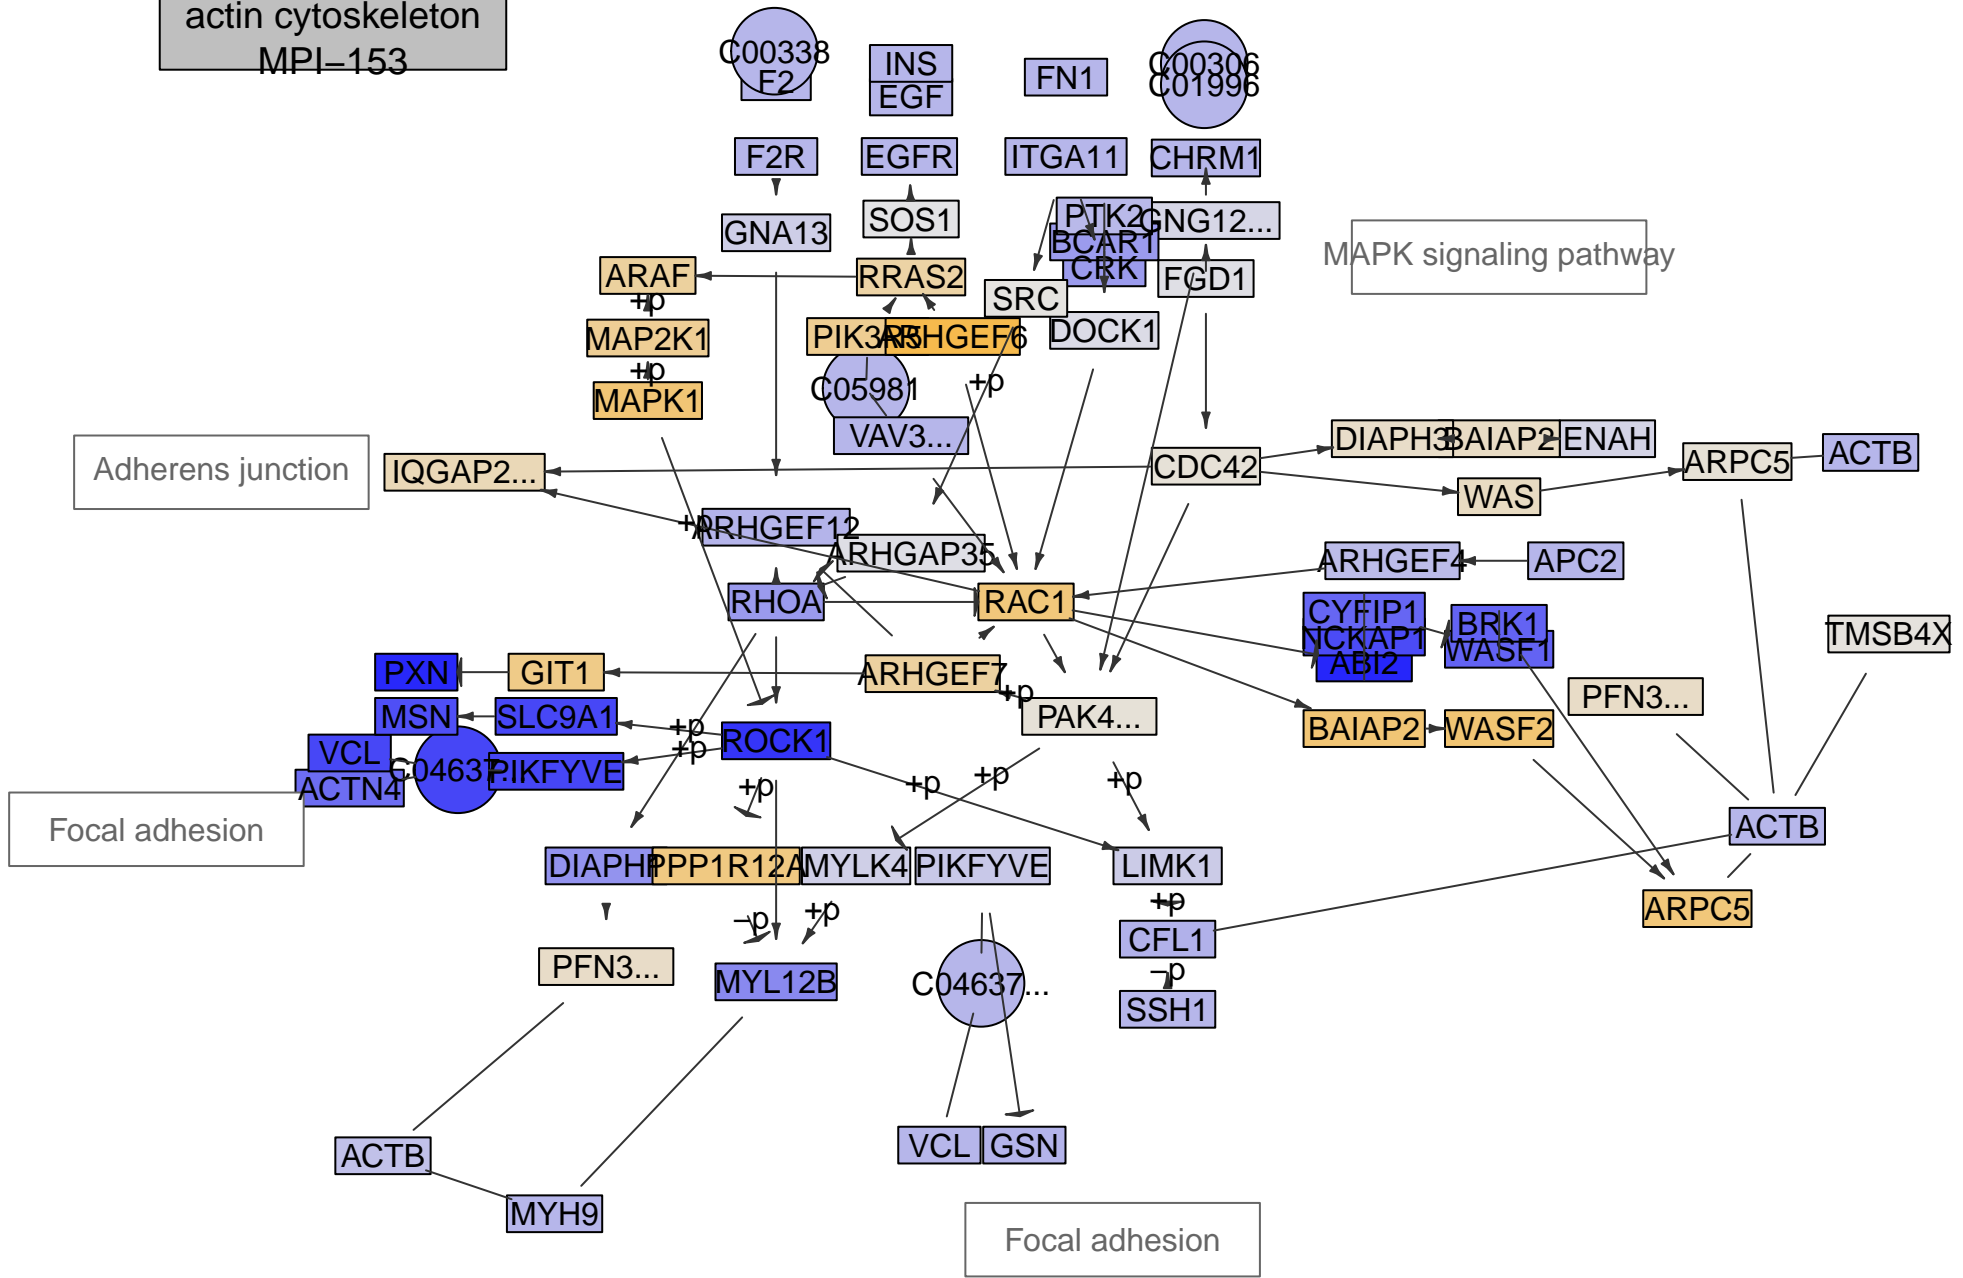 actin cytoskeleton
MPI–153
C00338
F2
INS
EGF
FN1
C00306
C01996
F2R
EGFR
ITGA11
CHRM1
GNA13
SOS1
PTK2
GNG12...
BCAR1
CRK
MAPK signaling pathway
ARAF
RRAS2
SRC
FGD1
+p
MAP2K1
PIK3R5
ARHGEF6
DOCK1
+p
MAPK1
C05981
+p
VAV3...
DIAPH3
BAIAP2
ENAH
ACTB
Adherens junction
IQGAP2...
CDC42
ARPC5
WAS
+p
ARHGEF12
ARHGAP35
ARHGEF4
APC2
RHOA
RAC1
CYFIP1
NCKAP1
ABI2
BRK1
WASF1
TMSB4X
PXN
GIT1
ARHGEF7
+p
PFN3...
MSN
SLC9A1
+p
PAK4...
ROCK1
BAIAP2
WASF2
VCL
+p
C04637...
PIKFYVE
ACTN4
+p
+p
+p
+p
Focal adhesion
ACTB
PPP1R12A
MYLK4
PIKFYVE
LIMK1
+p
ARPC5
–p
+p
CFL1
PFN3...
MYL12B
C04637...
–p
SSH1
ACTB
VCL
GSN
MYH9
Focal adhesion